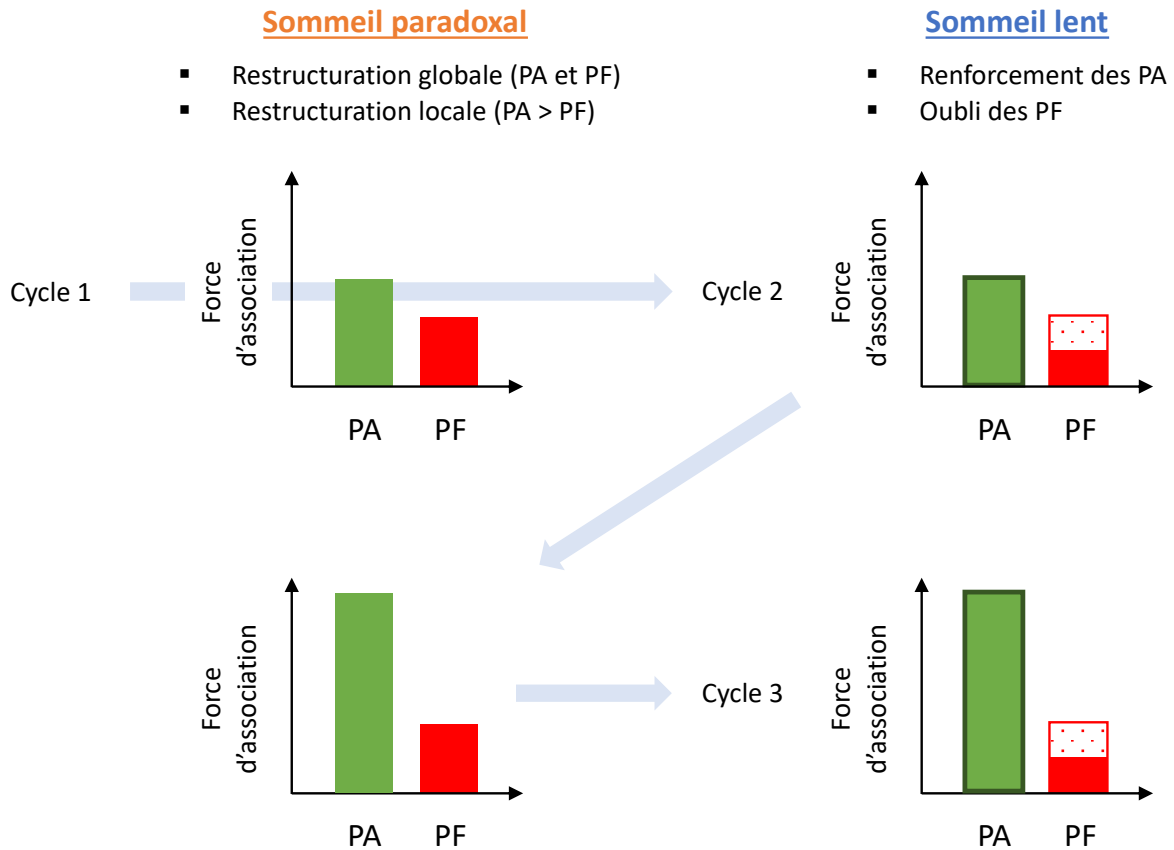 Sommeil paradoxal
▪ Restructuration globale (PA et PF)
▪ Restructuration locale (PA > PF)
Sommeil lent
▪ Renforcement des PA
▪ Oubli des PF
Cycle 1
Force
d'association
PA PF
Cycle 2
Force
d'association
PA PF
Force
d'association
PA PF
Cycle 3
Force
d'association
PA PF